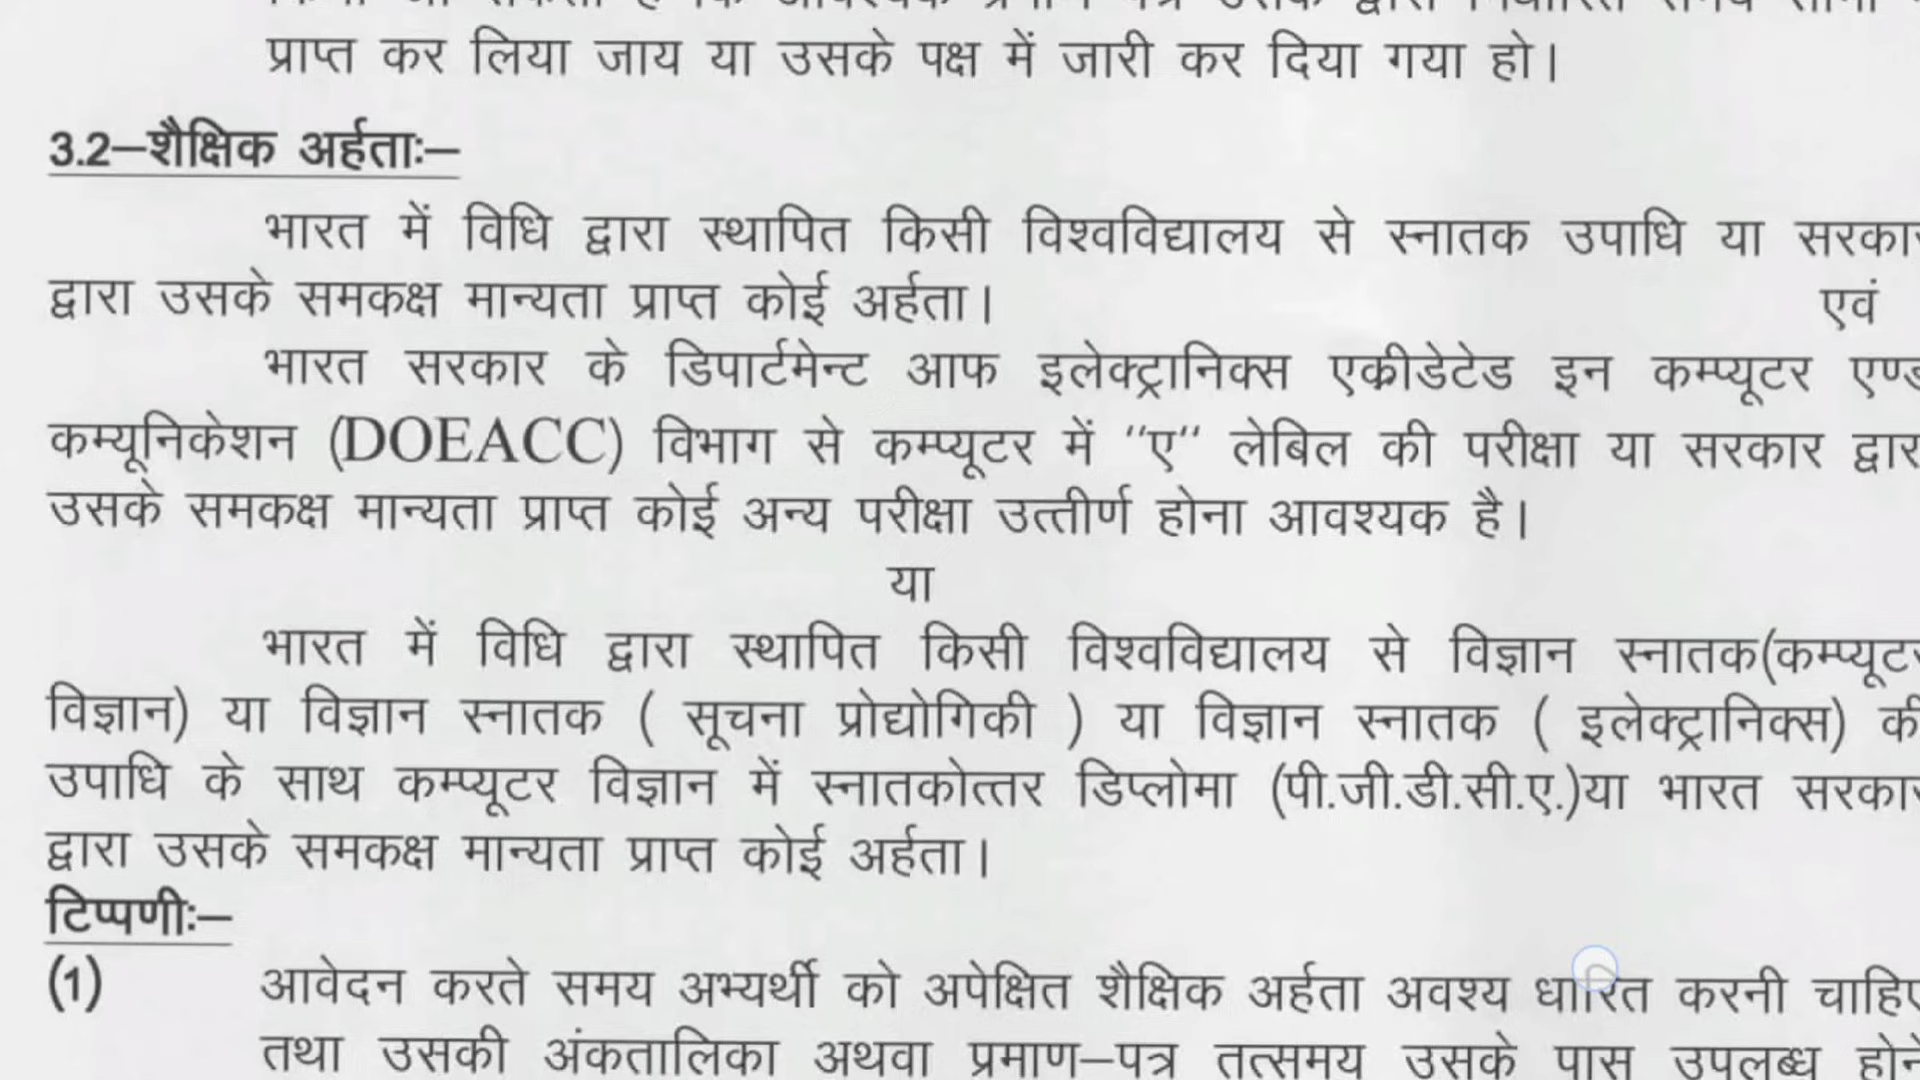 प्राप्त कर लिया जाय या उसके पक्ष में जारी कर दिया गया हो।
3.2–शैक्षिक अर्हताः–
भारत में विधि द्वारा स्थापित किसी विश्वविद्यालय से स्नातक उपाधि या सरकार
द्वारा उसके समकक्ष मान्यता प्राप्त कोई अर्हता। एवं
भारत सरकार के डिपार्टमेन्ट आफ इलेक्ट्रानिक्स एक्रीडेटेड इन कम्प्यूटर एण्ड
कम्यूनिकेशन (DOEACC) विभाग से कम्प्यूटर में ''ए'' लेबिल की परीक्षा या सरकार द्वारा
उसके समकक्ष मान्यता प्राप्त कोई अन्य परीक्षा उत्तीर्ण होना आवश्यक है।
या
भारत में विधि द्वारा स्थापित किसी विश्वविद्यालय से विज्ञान स्नातक(कम्प्यूटर
विज्ञान) या विज्ञान स्नातक ( सूचना प्रोद्योगिकी ) या विज्ञान स्नातक ( इलेक्ट्रानिक्स) की
उपाधि के साथ कम्प्यूटर विज्ञान में स्नातकोत्तर डिप्लोमा (पी.जी.डी.सी.ए.)या भारत सरकार
द्वारा उसके समकक्ष मान्यता प्राप्त कोई अर्हता।
टिप्पणीः–
(1) आवेदन करते समय अभ्यर्थी को अपेक्षित शैक्षिक अर्हता अवश्य धारित करनी चाहिए
तथा उसकी अंकतालिका अथवा प्रमाण–पत्र तत्समय उसके पास उपलब्ध होने